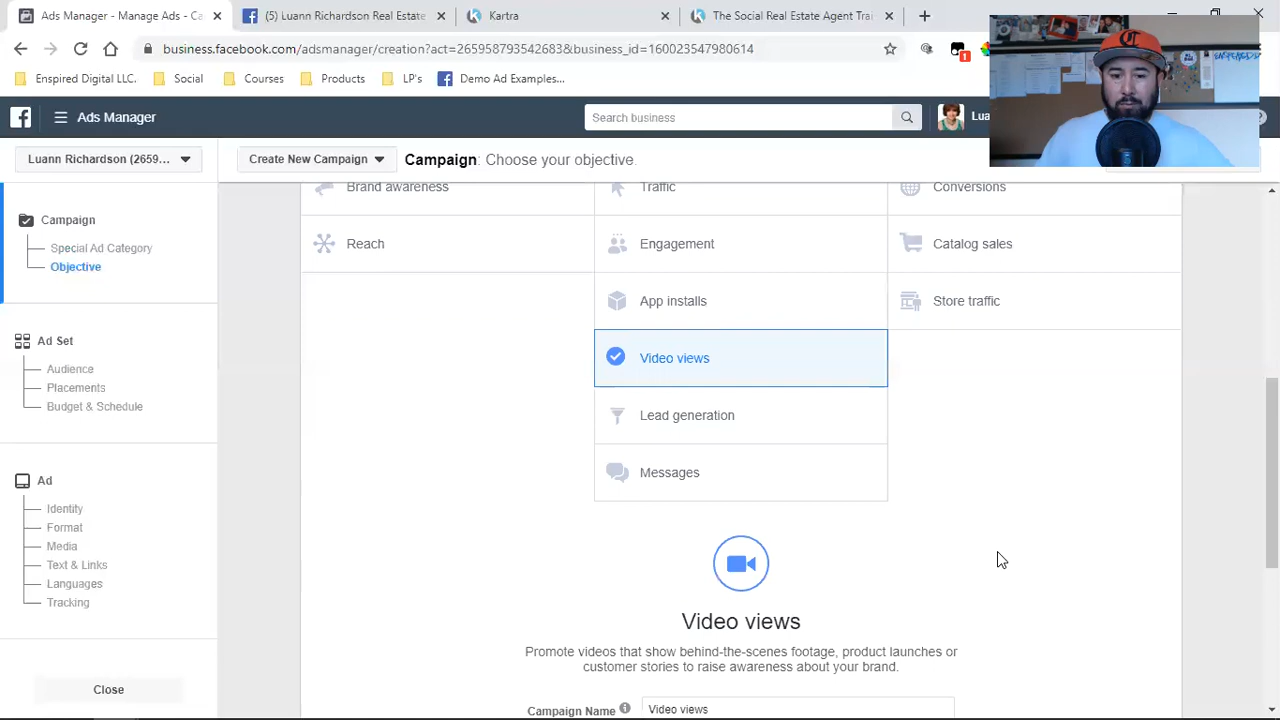 Ads Manager - Manage Ads - Ca
(5) Luann Richardson Real Estate
Kartra
The Social Real Estate Agent Tra
business.facebook.com/adsmanager/creat
act=265958793542683&business_id=160023547980614
Enspired Digital LLC.
Social
Courses
Products
LP's
Demo Ad Examples...
Ads Manager
Search business
Lua
Luann Richardson (2659...
Create New Campaign
Campaign: Choose your objective.
Campaign
Special Ad Category
Objective
Ad Set
Audience
Placements
Budget & Schedule
Ad
Identity
Format
Media
Text & Links
Languages
Tracking
Close
Brand awareness
Traffic
Conversions
Reach
Engagement
Catalog sales
App installs
Store traffic
Video views
Lead generation
Messages
Video views
Promote videos that show behind-the-scenes footage, product launches or
customer stories to raise awareness about your brand.
Campaign Name
Video views